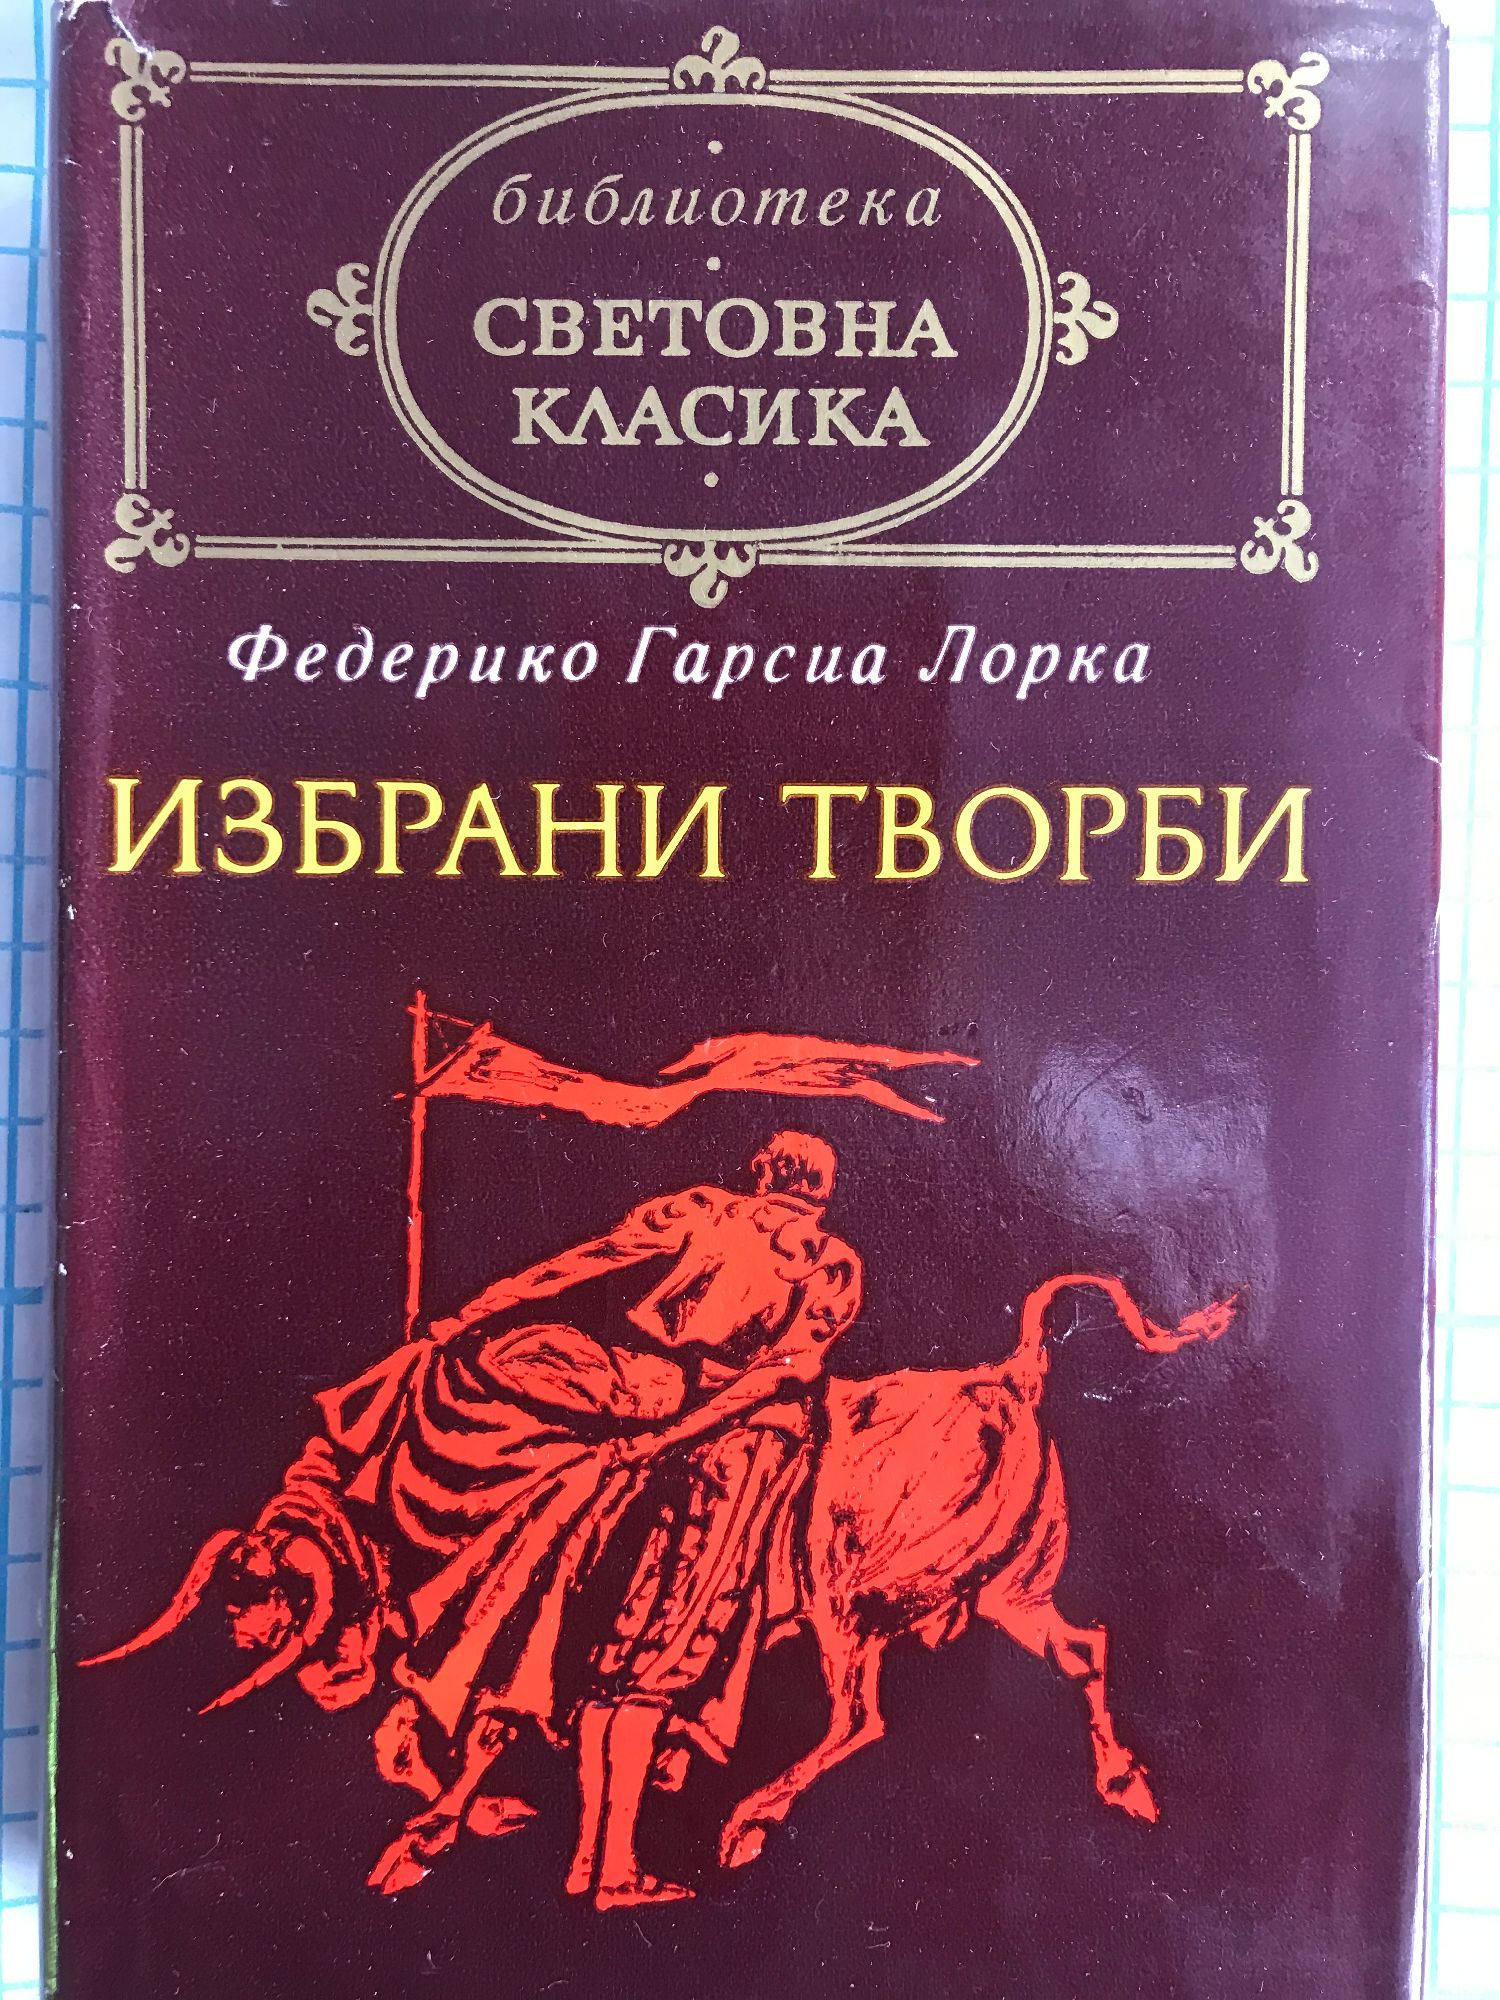 библиотека
СВЕТОВНА
КЛАСИКА
Федерико Гарсиа Лорка
ИЗБРАНИ ТВОРБИ